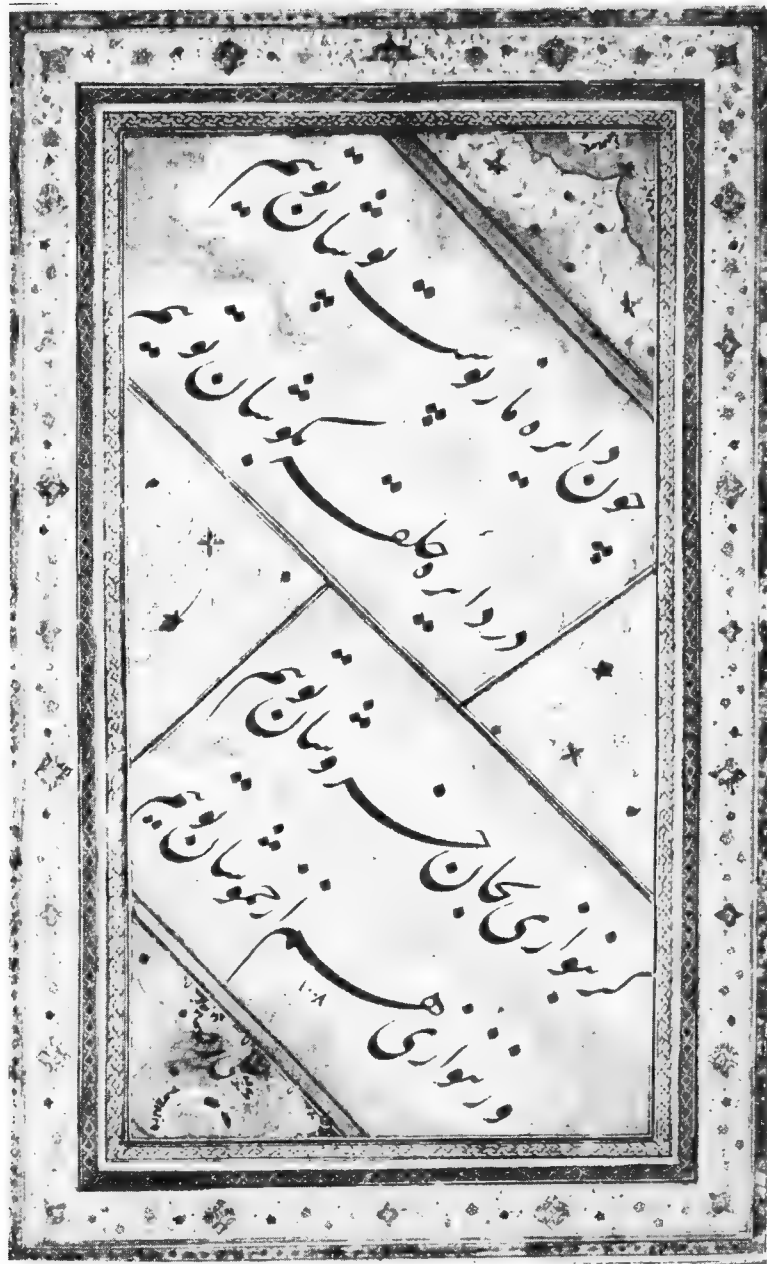 چون دایره ما ز پوست پوشان توییم
در دایره حلقه بگوشان توییم
گر بنوازی بجان خروشان توییم
ور ننوازی هم از خموشان توییم
۱۰۰۸